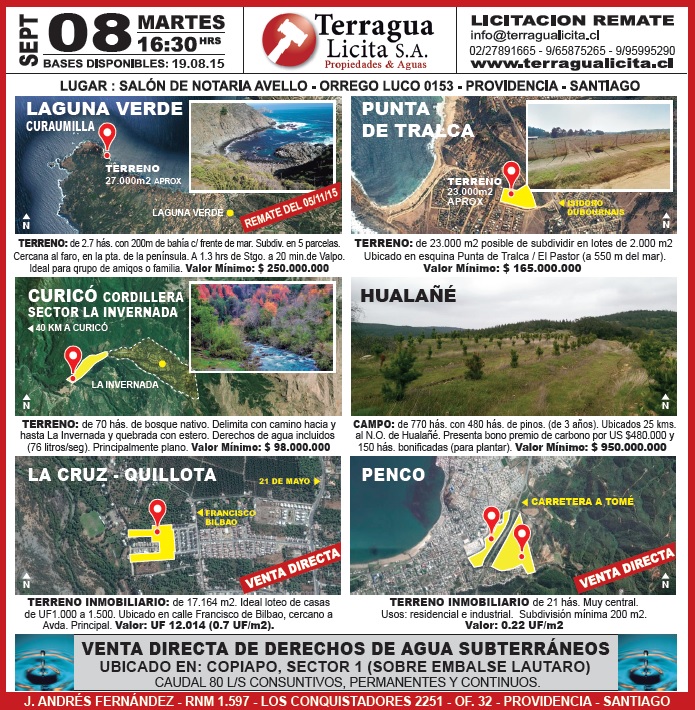 SEPT 08 MARTES
16:30 HRS
BASES DISPONIBLES: 19.08.15
Terragua
Licita S.A.
Propiedades & Aguas
LICITACION REMATE
info@terragualicita.cl
02/27891665 - 9/65875265 - 9/95995290
www.terragualicita.cl
LUGAR : SALÓN DE NOTARIA AVELLO - ORREGO LUCO 0153 - PROVIDENCIA - SANTIAGO
LAGUNA VERDE
CURAUMILLA
TERRENO
27.000m2 APROX
LAGUNA VERDE
REMATE DEL 05/11/15
N
TERRENO: de 2.7 hás. con 200m de bahía c/ frente de mar. Subdiv. en 5 parcelas.
Cercana al faro, en la pta. de la península. A 1.3 hrs de Stgo. a 20 min.de Valpo.
Ideal para grupo de amigos o familia. Valor Mínimo: $ 250.000.000
PUNTA
DE TRALCA
TERRENO
23.000m2
APROX
ISIDORO
DUBOURNAIS
N
TERRENO: de 23.000 m2 posible de subdividir en lotes de 2.000 m2
Ubicado en esquina Punta de Tralca / El Pastor (a 550 m del mar).
Valor Mínimo: $ 165.000.000
CURICÓ CORDILLERA
SECTOR LA INVERNADA
40 KM A CURICÓ
LA INVERNADA
N
TERRENO: de 70 hás. de bosque nativo. Delimita con camino hacia y
hasta La Invernada y quebrada con estero. Derechos de agua incluidos
(76 litros/seg). Principalmente plano. Valor Mínimo: $ 98.000.000
HUALAÑÉ
N
CAMPO: de 770 hás. con 480 hás. de pinos. (de 3 años). Ubicados 25 kms.
al N.O. de Hualañé. Presenta bono premio de carbono por US $480.000 y
150 hás. bonificadas (para plantar). Valor Mínimo: $ 950.000.000
LA CRUZ - QUILLOTA
21 DE MAYO
FRANCISCO
BILBAO
VENTA DIRECTA
N
TERRENO INMOBILIARIO: de 17.164 m2. Ideal loteo de casas
de UF1.000 a 1.500. Ubicado en calle Francisco de Bilbao, cercano a
Avda. Principal. Valor: UF 12.014 (0.7 UF/m2).
PENCO
CARRETERA A TOMÉ
VENTA DIRECTA
N
TERRENO INMOBILIARIO de 21 hás. Muy central.
Usos: residencial e industrial. Subdivisión mínima 200 m2.
Valor: 0.22 UF/m2
VENTA DIRECTA DE DERECHOS DE AGUA SUBTERRÁNEOS
UBICADO EN: COPIAPO, SECTOR 1 (SOBRE EMBALSE LAUTARO)
CAUDAL 80 L/S CONSUNTIVOS, PERMANENTES Y CONTINUOS.
J. ANDRÉS FERNÁNDEZ - RNM 1.597 - LOS CONQUISTADORES 2251 - OF. 32 - PROVIDENCIA - SANTIAGO